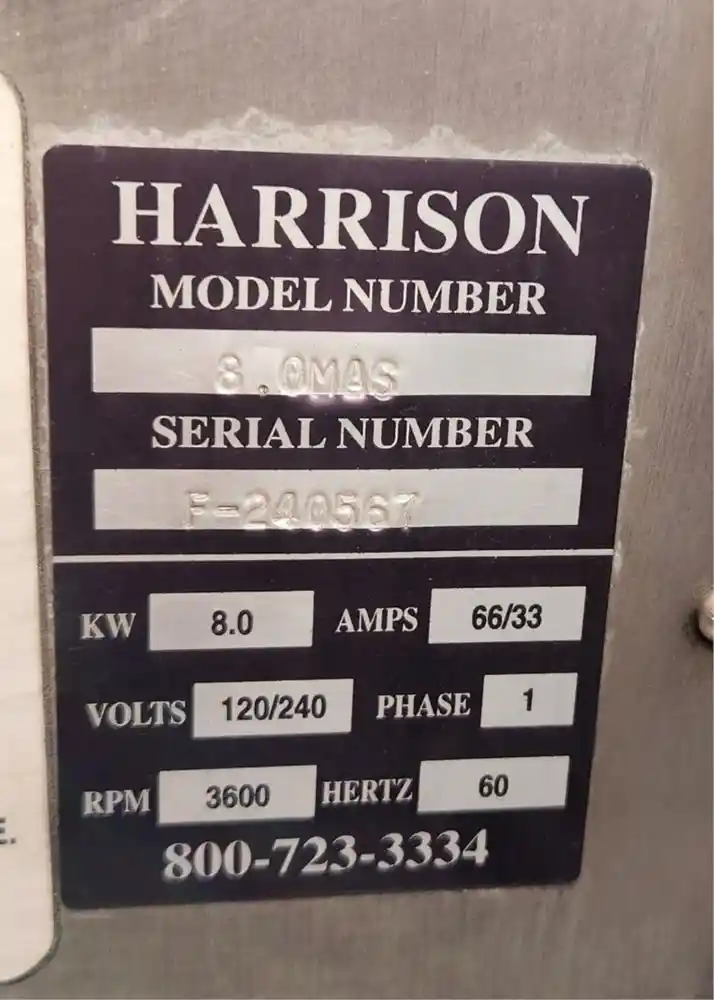 HARRISON
MODEL NUMBER
8.0MAS
SERIAL NUMBER
F-240567
KW 8.0 AMPS 66/33
VOLTS 120/240 PHASE 1
RPM 3600 HERTZ 60
800-723-3334
E.